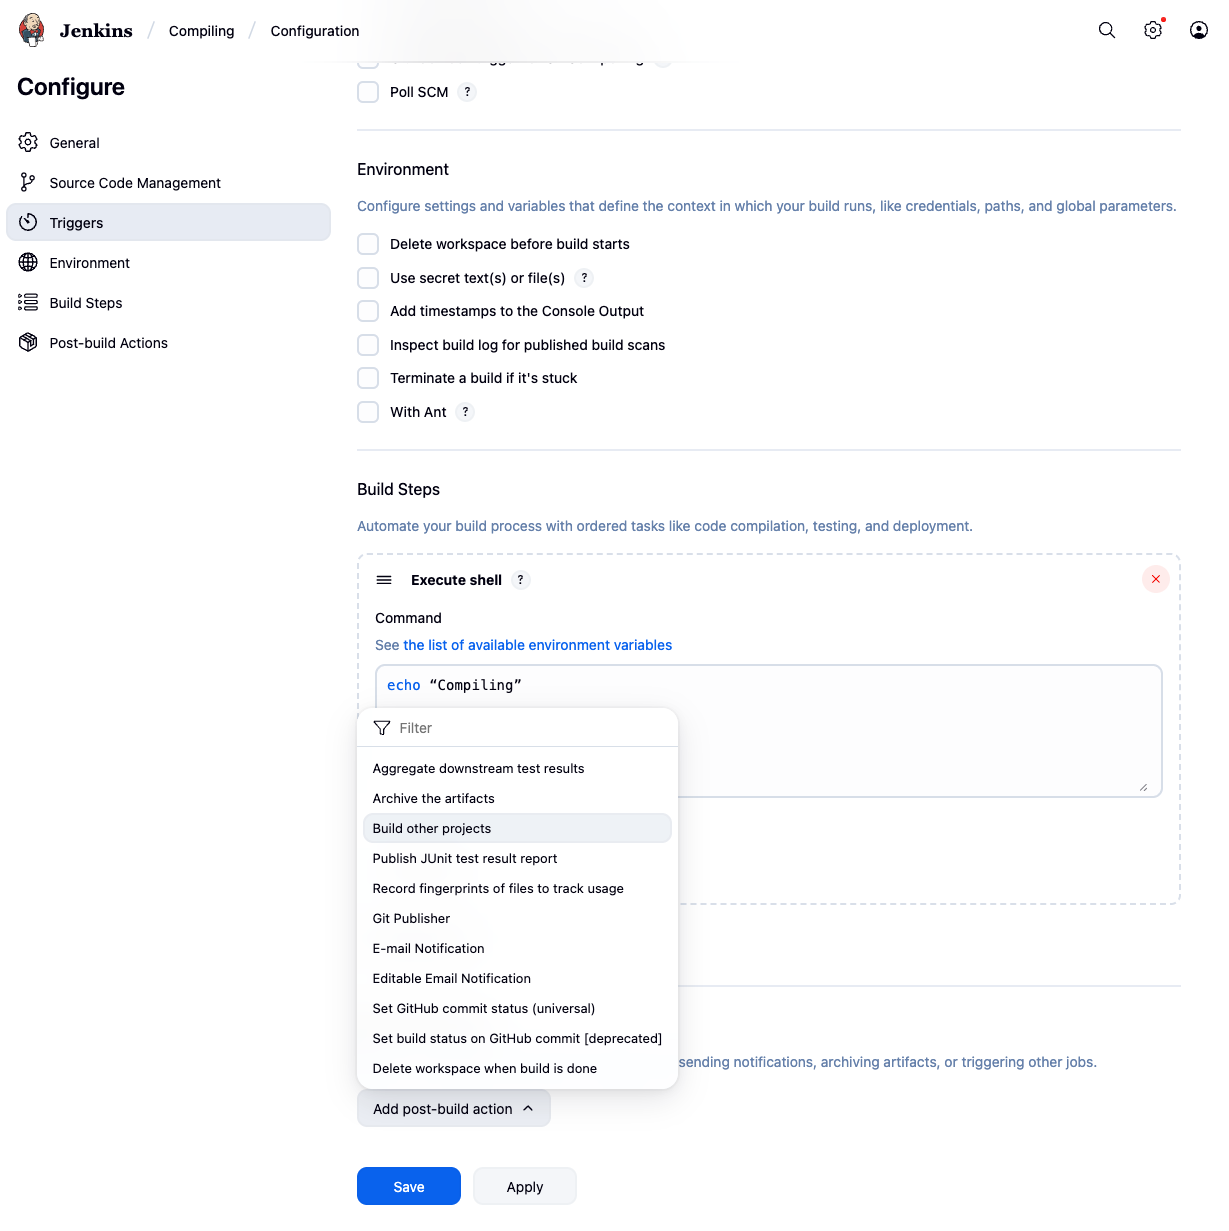 Jenkins / Compiling / Configuration
Configure
General
Source Code Management
Triggers
Environment
Build Steps
Post-build Actions
Poll SCM ?
Environment
Configure settings and variables that define the context in which your build runs, like credentials, paths, and global parameters.
Delete workspace before build starts
Use secret text(s) or file(s) ?
Add timestamps to the Console Output
Inspect build log for published build scans
Terminate a build if it's stuck
With Ant ?
Build Steps
Automate your build process with ordered tasks like code compilation, testing, and deployment.
Execute shell ?
Command
See the list of available environment variables
echo “Compiling”
Filter
Aggregate downstream test results
Archive the artifacts
Build other projects
Publish JUnit test result report
Record fingerprints of files to track usage
Git Publisher
E-mail Notification
Editable Email Notification
Set GitHub commit status (universal)
Set build status on GitHub commit [deprecated]
Delete workspace when build is done
sending notifications, archiving artifacts, or triggering other jobs.
Add post-build action
Save
Apply